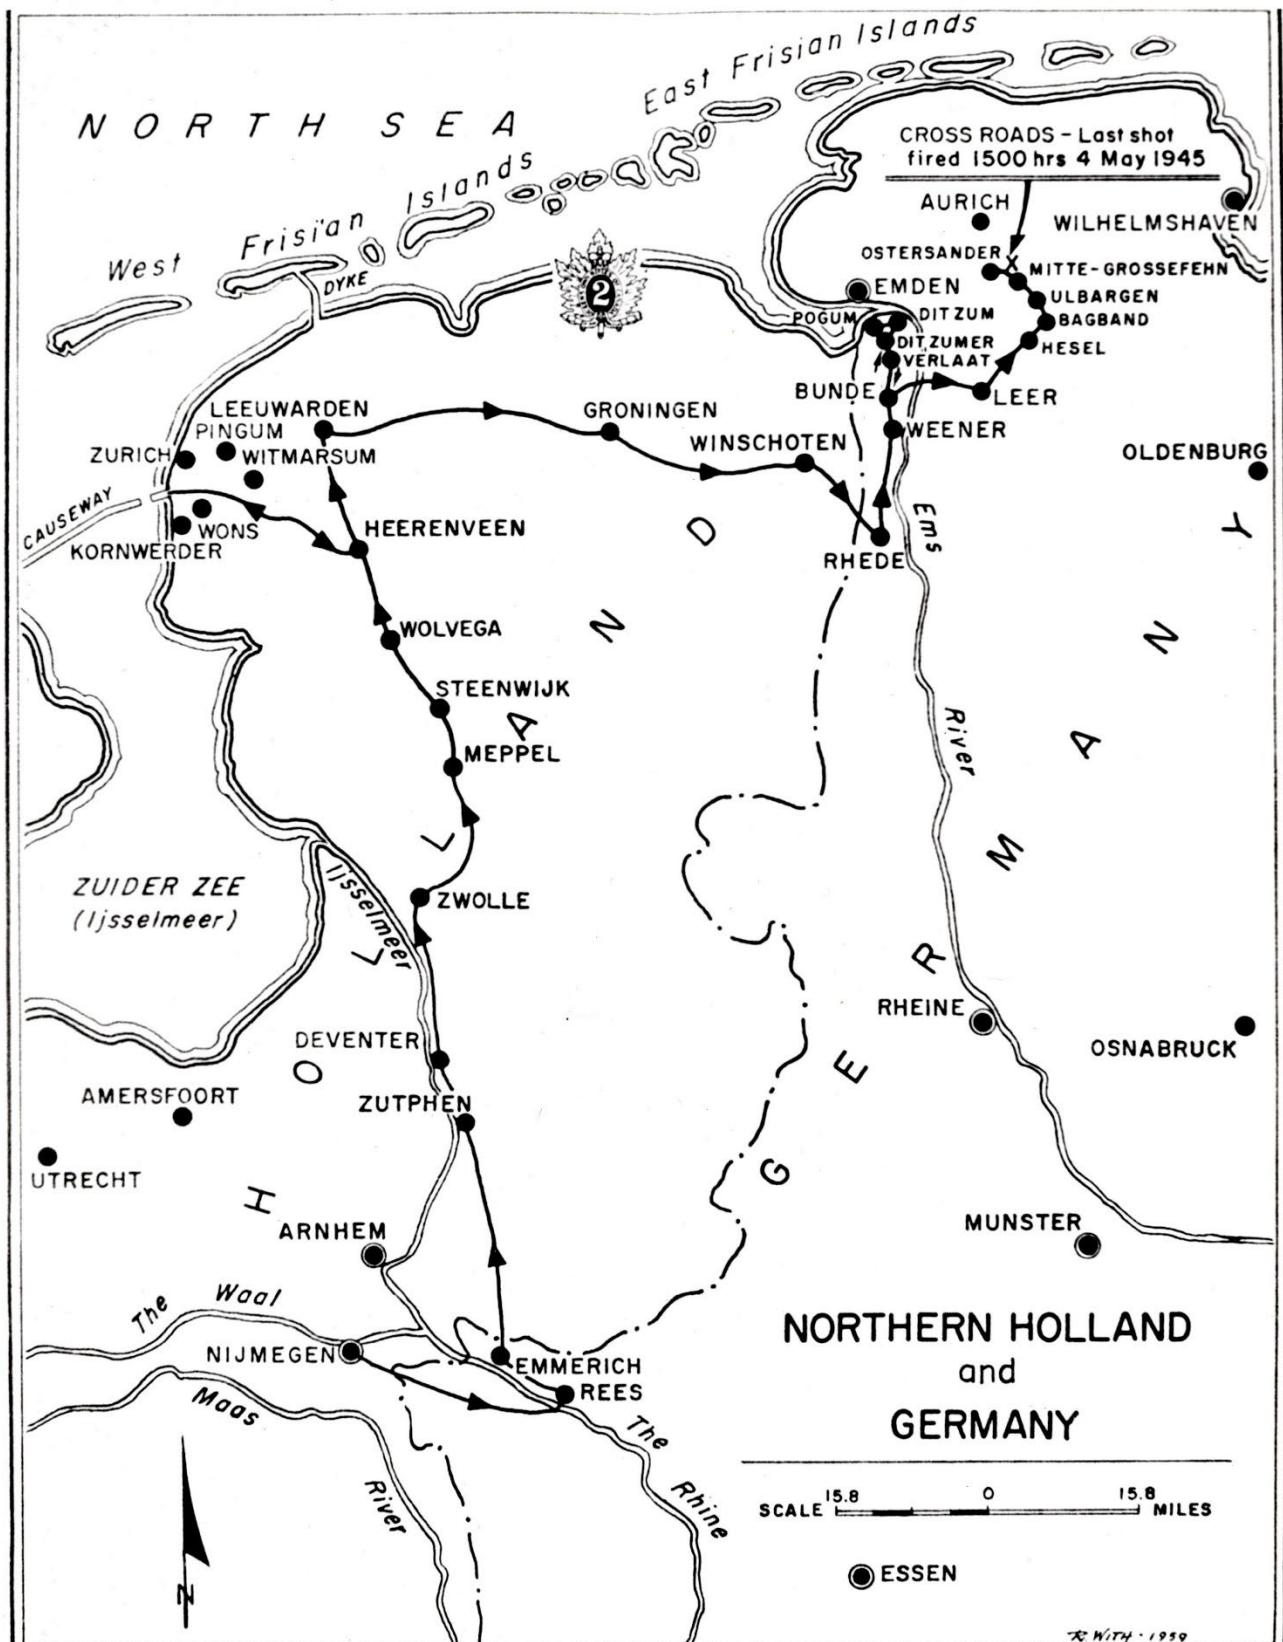 NORTH SEA
West Frisian Islands
East Frisian Islands
CROSS ROADS – Last shot
fired 1500 hrs 4 May 1945
AURICH
WILHELMSHAVEN
OSTERSANDER
X
MITTE-GROSSEFEHN
DYKE
2
EMDEN
ULBARGEN
POGUM
DITZUM
BAGBAND
DITZUMER
VERLAAT
HESEL
BUNDE
LEER
LEEUWARDEN
GRONINGEN
WEENER
PINGUM
WINSCHOTEN
ZURICH
WITMARSUM
OLDENBURG
CAUSEWAY
WONS
KORNWERDER
HEERENVEEN
Ems
RHEDE
WOLVEGA
STEENWIJK
MEPPEL
River
ZUIDER ZEE
(Ijsselmeer)
Ijsselmeer
ZWOLLE
HOLLAND
GERMANY
RHEINE
DEVENTER
OSNABRUCK
AMERSFOORT
ZUTPHEN
UTRECHT
ARNHEM
MUNSTER
The Waal
NIJMEGEN
EMMERICH
REES
Maas
River
The Rhine
NORTHERN HOLLAND
and
GERMANY
SCALE 15.8 0 15.8 MILES
ESSEN
N
R. WITH · 1959